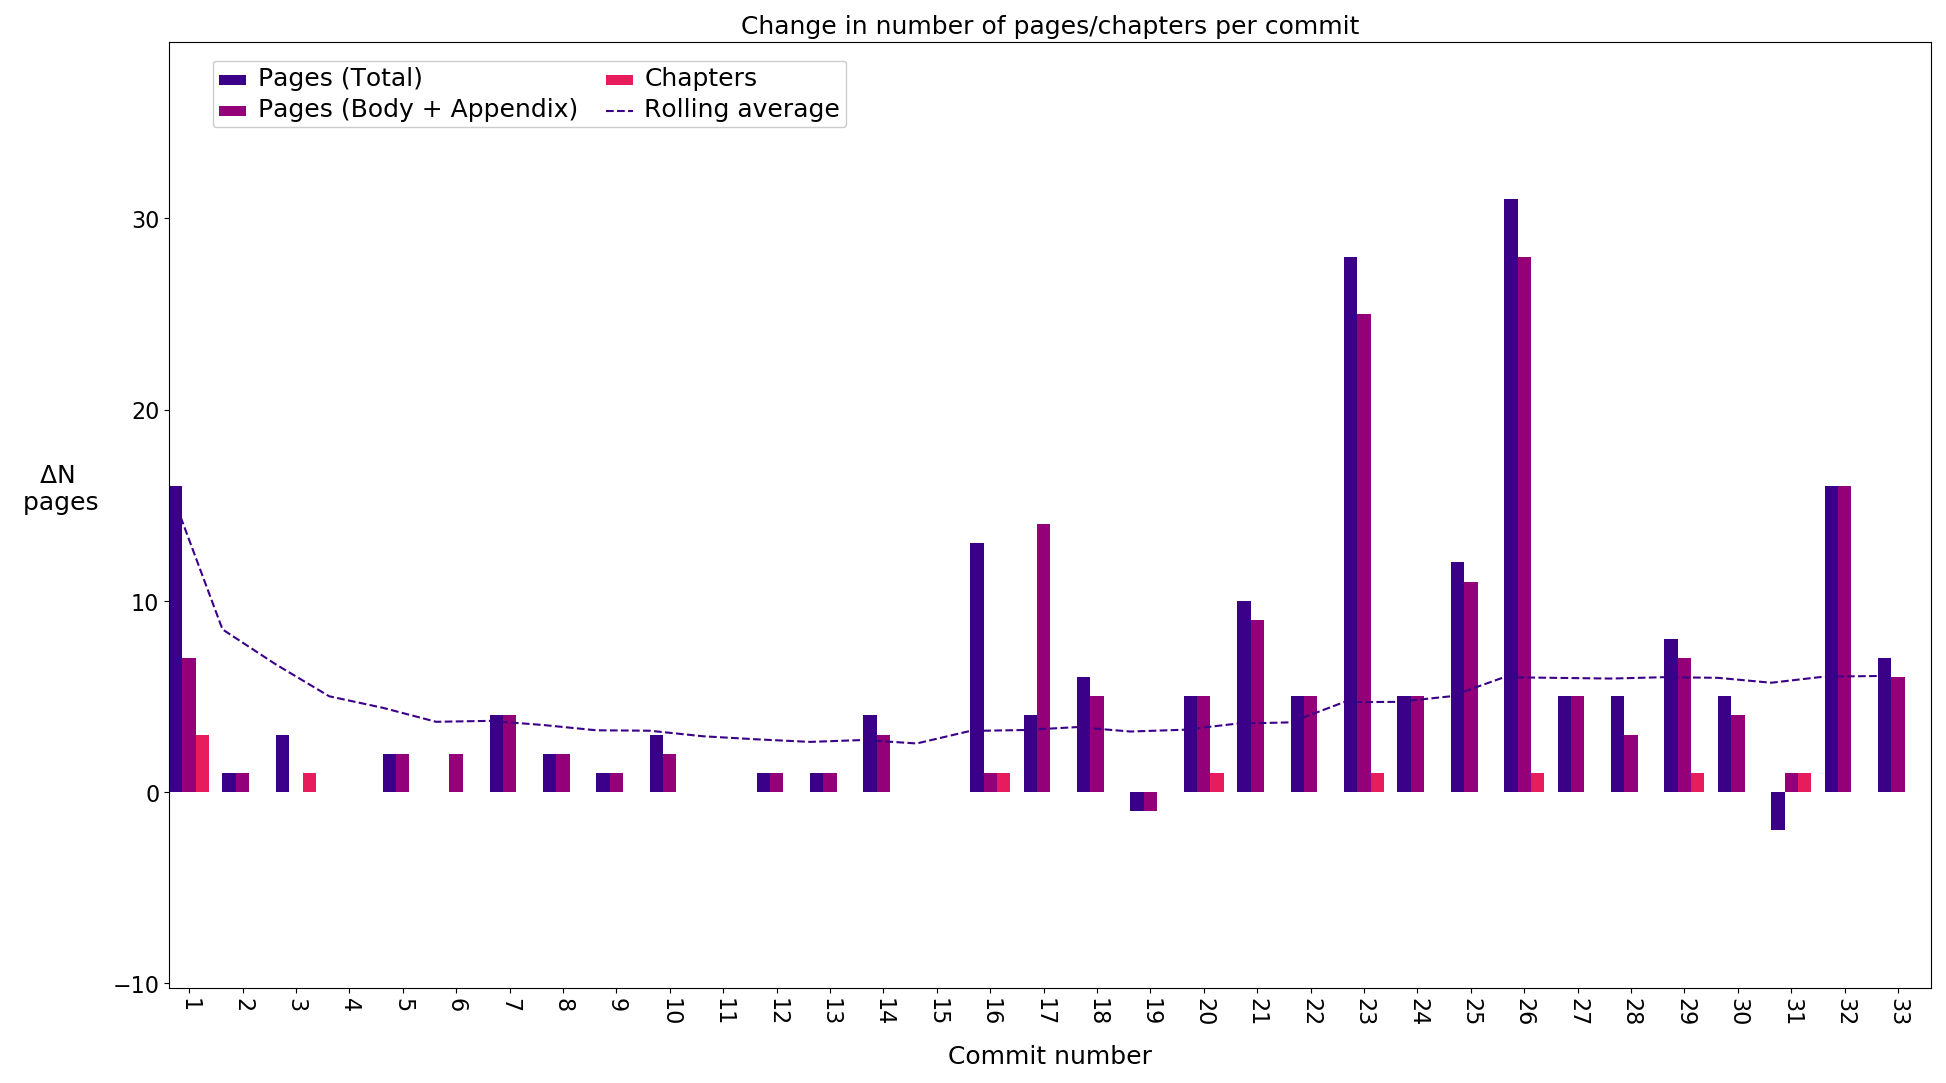 Change in number of pages/chapters per commit
Pages (Total)
Pages (Body + Appendix)
Chapters
Rolling average
30
20
10
0
−10
ΔN
pages
1 2 3 4 5 6 7 8 9 10 11 12 13 14 15 16 17 18 19 20 21 22 23 24 25 26 27 28 29 30 31 32 33
Commit number